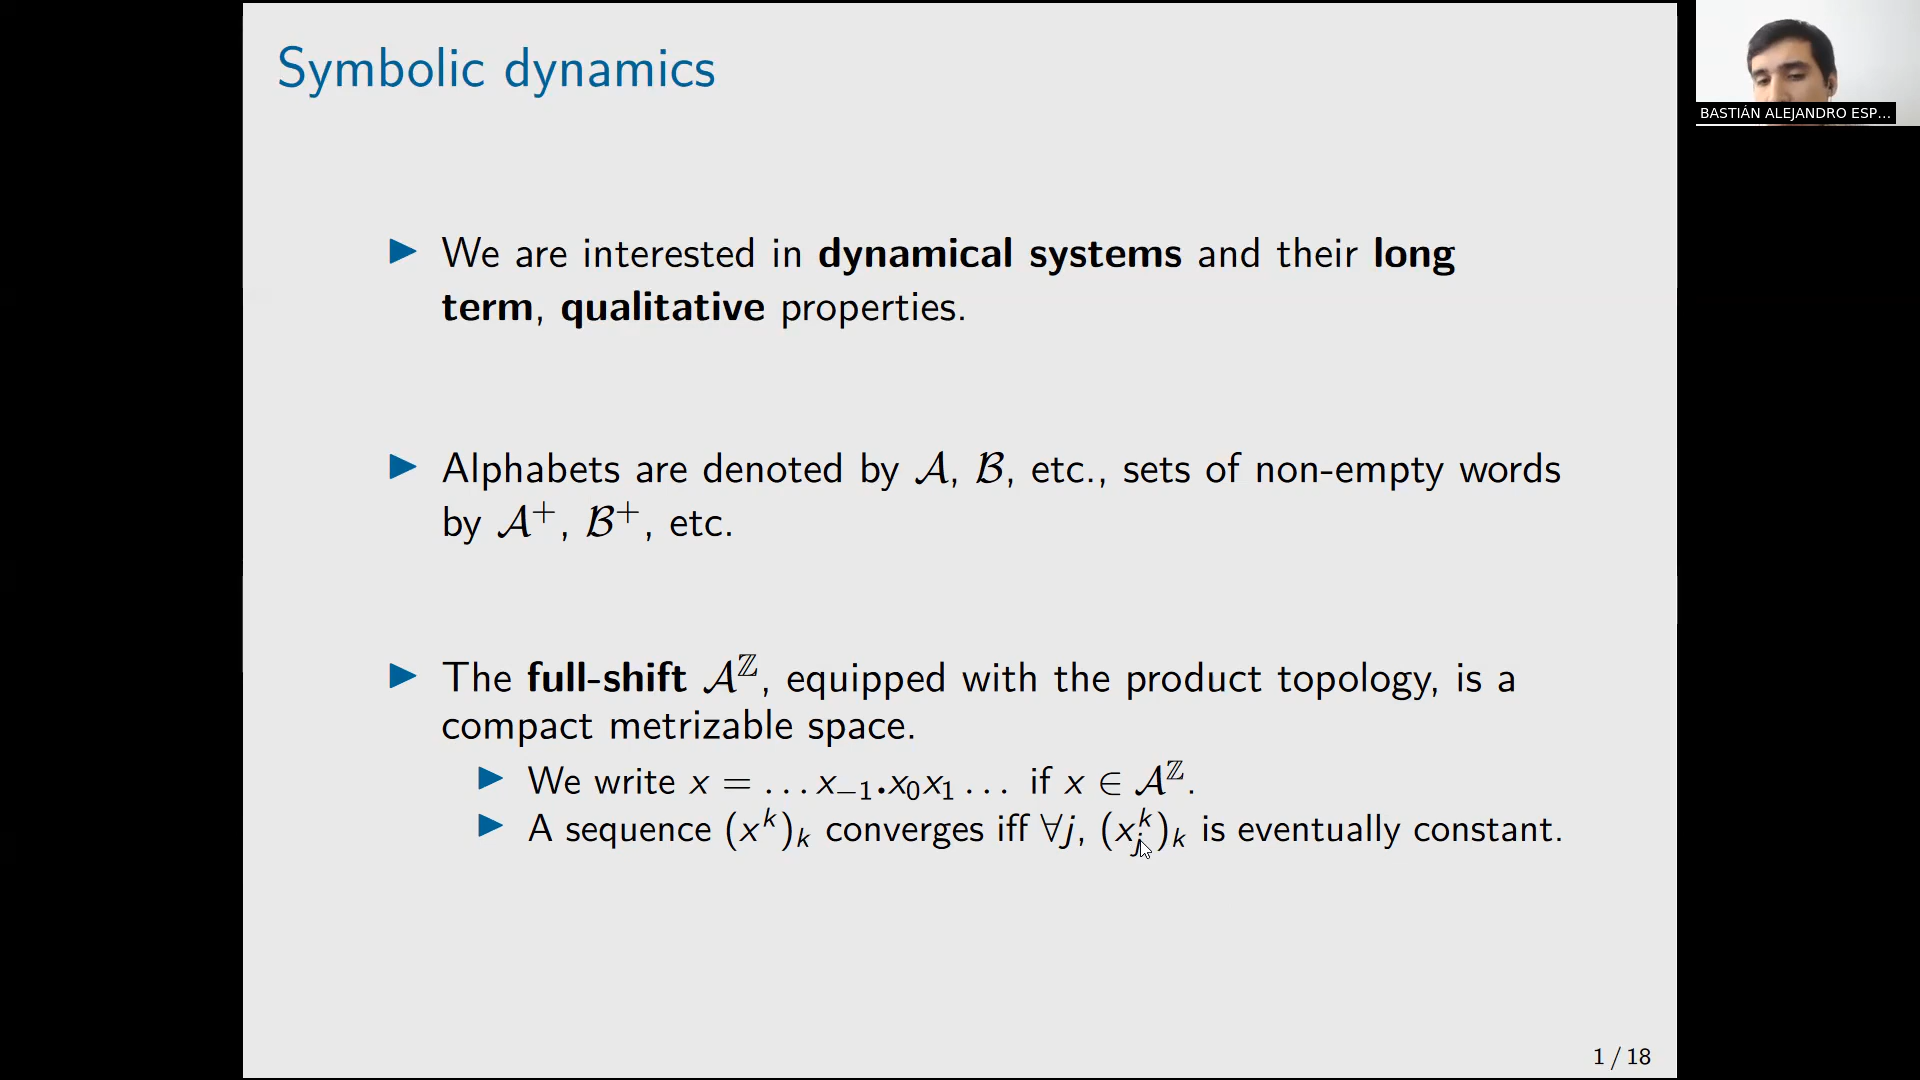 Symbolic dynamics
BASTIÁN ALEJANDRO ESP...
▶ We are interested in dynamical systems and their long
term, qualitative properties.
▶ Alphabets are denoted by 𝒜, ℬ, etc., sets of non-empty words
by 𝒜⁺, ℬ⁺, etc.
▶ The full-shift 𝒜^ℤ, equipped with the product topology, is a
compact metrizable space.
▶ We write x = …x₋₁.x₀x₁… if x ∈ 𝒜^ℤ.
▶ A sequence (x^k)_k converges iff ∀j, (x_j^k)_k is eventually constant.
1 / 18